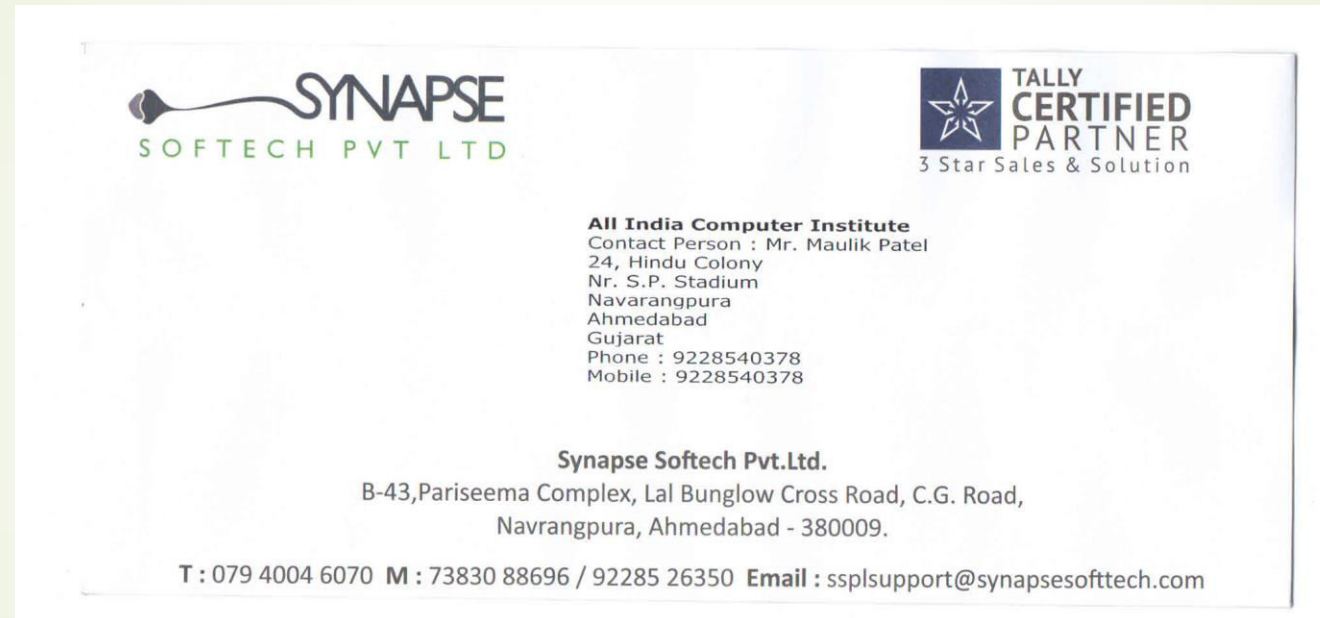 SYNAPSE
SOFTECH PVT LTD
TALLY
CERTIFIED
PARTNER
3 Star Sales & Solution
All India Computer Institute
Contact Person : Mr. Maulik Patel
24, Hindu Colony
Nr. S.P. Stadium
Navarangpura
Ahmedabad
Gujarat
Phone : 9228540378
Mobile : 9228540378
Synapse Softech Pvt.Ltd.
B-43,Pariseema Complex, Lal Bunglow Cross Road, C.G. Road,
Navrangpura, Ahmedabad - 380009.
T : 079 4004 6070 M : 73830 88696 / 92285 26350 Email : ssplsupport@synapsesofttech.com